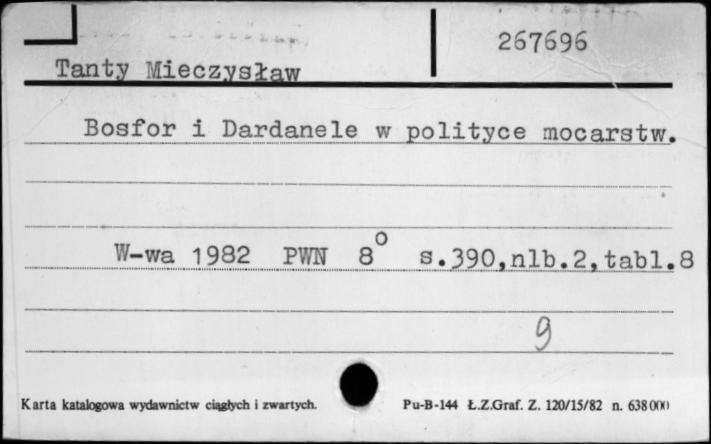 267696
Tanty Mieczysław
Bosfor i Dardanele w polityce mocarstw.
W-wa 1982 PWN 8° s.390,nlb.2,tabl.8
9
Karta katalogowa wydawnictw ciągłych i zwartych. Pu-B-144 Ł.Z.Graf. Z. 120/15/82 n. 638000